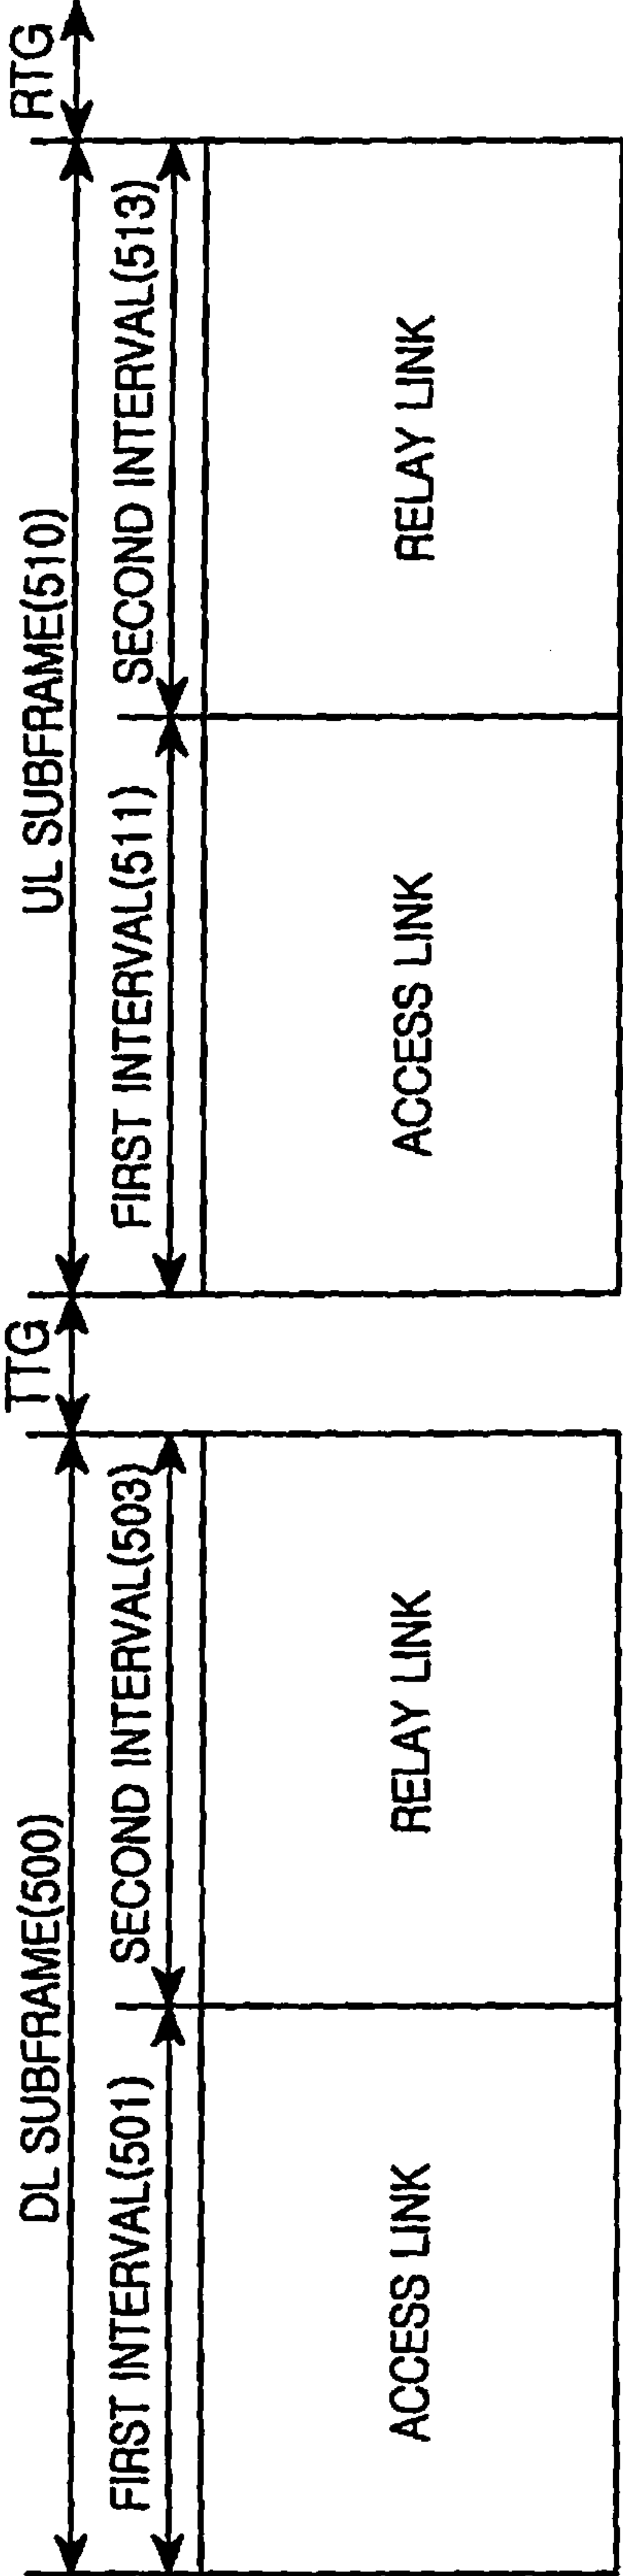 DL SUBFRAME(500)
TTG
UL SUBFRAME(510)
RTG
FIRST INTERVAL(501)
SECOND INTERVAL(503)
FIRST INTERVAL(511)
SECOND INTERVAL(513)
ACCESS LINK
RELAY LINK
ACCESS LINK
RELAY LINK